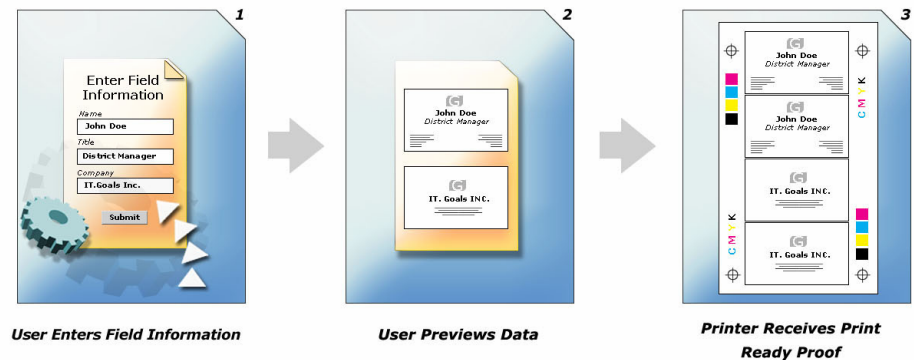 1
Enter Field
Information
Name
John Doe
Title
District Manager
Company
IT.Goals Inc.
Submit
User Enters Field Information
2
G
John Doe
District Manager
G
IT. Goals INC.
User Previews Data
3
G
John Doe
District Manager
CMYK
G
John Doe
District Manager
G
IT. Goals INC.
CMYK
G
IT. Goals INC.
Printer Receives Print
Ready Proof